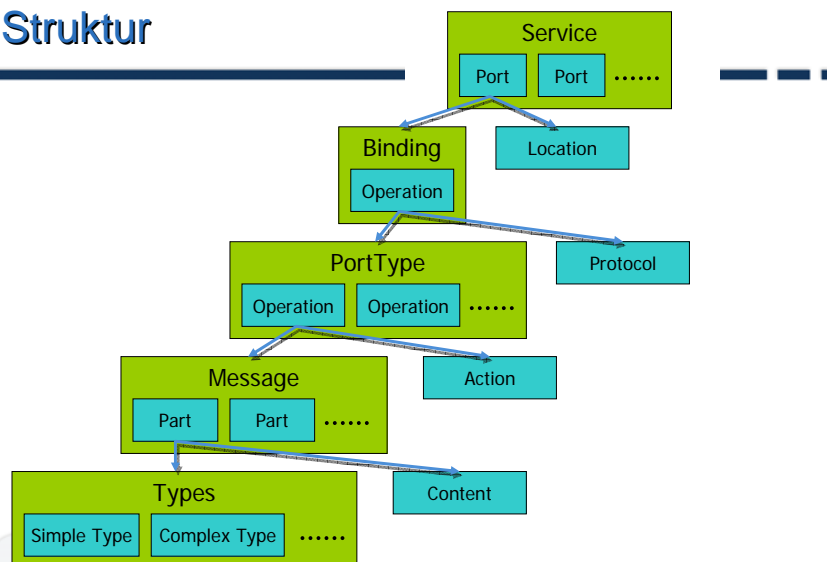 Struktur
Service
Port Port ......
Binding Location
Operation
PortType Protocol
Operation Operation ......
Message Action
Part Part ......
Types Content
Simple Type Complex Type ......